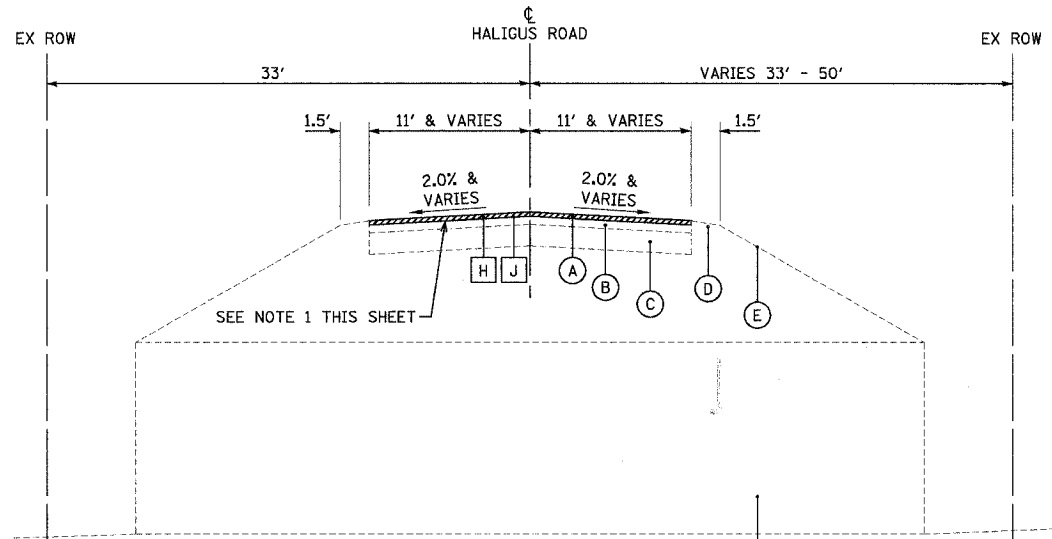 ℄
HALIGUS ROAD
EX ROW
EX ROW
33'
VARIES 33' - 50'
1.5'
11' & VARIES
11' & VARIES
1.5'
2.0% &
VARIES
2.0% &
VARIES
H
J
A
B
C
D
E
SEE NOTE 1 THIS SHEET